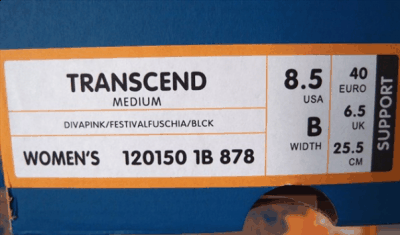 TRANSCEND
MEDIUM
DIVAPINK/FESTIVALFUSCHIA/BLCK
WOMEN'S 120150 1B 878
8.5
USA
B
WIDTH
40
EURO
6.5
UK
25.5
CM
SUPPORT